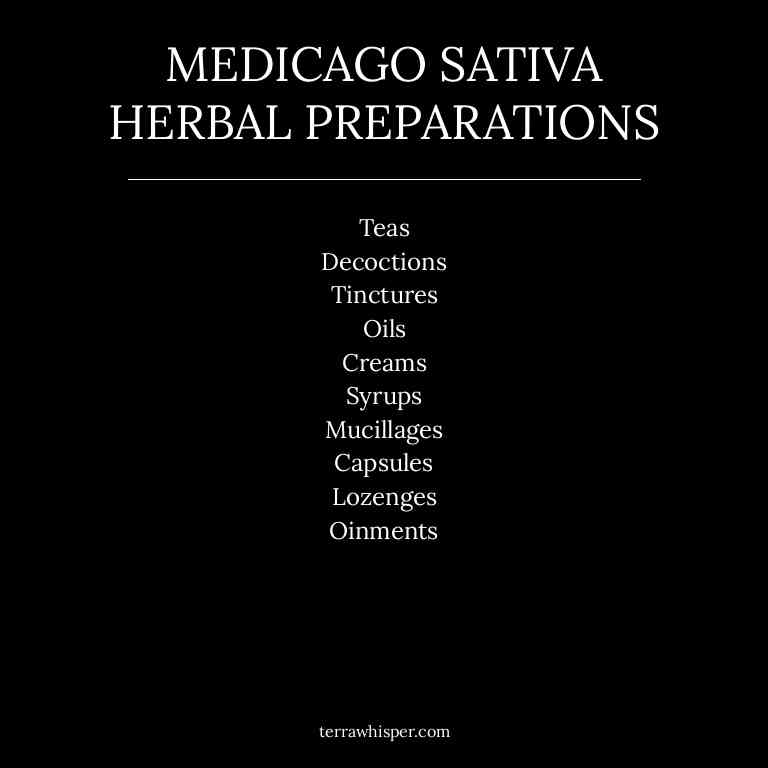 MEDICAGO SATIVA
HERBAL PREPARATIONS
Teas
Decoctions
Tinctures
Oils
Creams
Syrups
Mucillages
Capsules
Lozenges
Oinments
terrawhisper.com